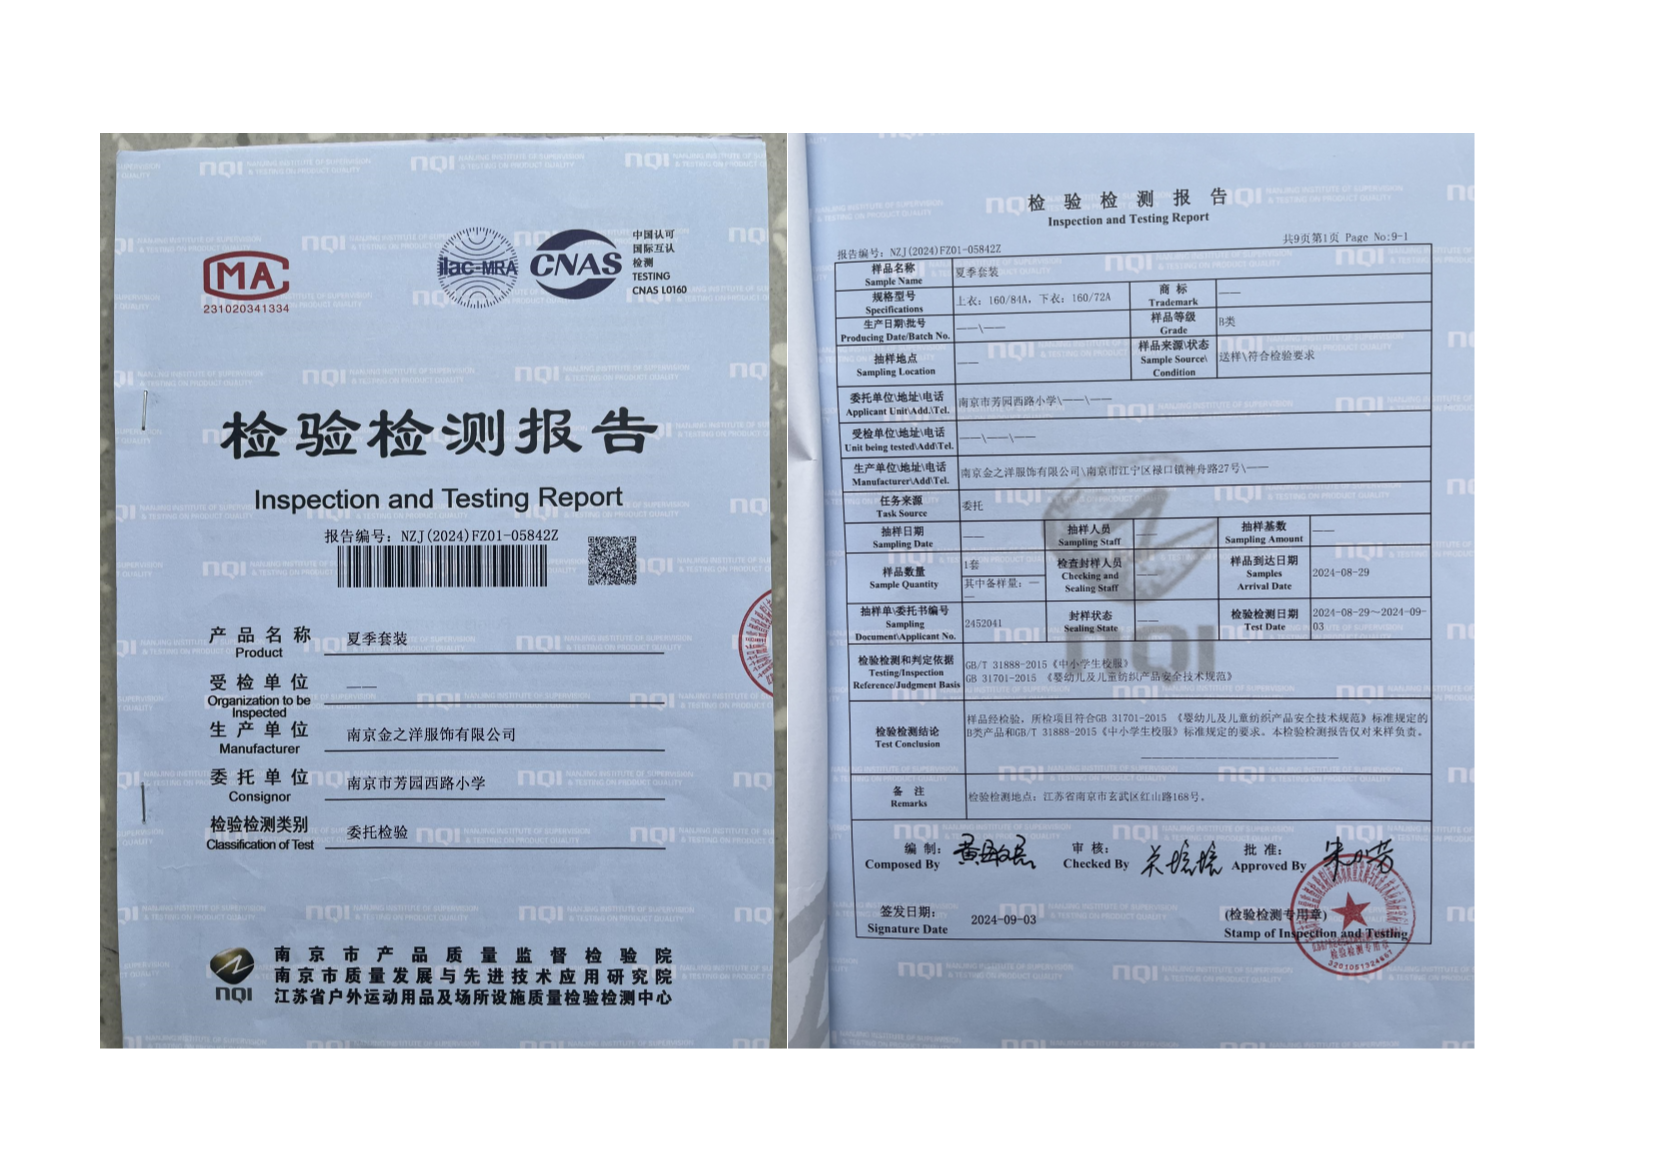 MA
231020341334
ilac-MRA
CNAS
中国认可
国际互认
检测
TESTING
CNAS L0160
检验检测报告
Inspection and Testing Report
报告编号：NZJ(2024)FZ01-05842Z
产品名称
Product
夏季套装
受检单位
Organization to be
Inspected
——
生产单位
Manufacturer
南京金之洋服饰有限公司
委托单位
Consignor
南京市芳园西路小学
检验检测类别
Classification of Test
委托检验
nqi
南京市产品质量监督检验院
南京市质量发展与先进技术应用研究院
江苏省户外运动用品及场所设施质量检验检测中心
检验检测报告
Inspection and Testing Report
共9页第1页 Page No:9-1
报告编号：NZJ(2024)FZ01-05842Z
样品名称
Sample Name
夏季套装
规格型号
Specifications
上衣：160/84A，下衣：160/72A
商标
Trademark
——
生产日期\批号
Producing Date/Batch No.
——\——
样品等级
Grade
B类
抽样地点
Sampling Location
——
样品来源\状态
Sample Source\
Condition
送样\符合检验要求
委托单位\地址\电话
Applicant Unit\Add.\Tel.
南京市芳园西路小学\——\——
受检单位\地址\电话
Unit being tested\Add\Tel.
——\——\——
生产单位\地址\电话
Manufacturer\Add\Tel.
南京金之洋服饰有限公司\南京市江宁区禄口镇神舟路27号\——
任务来源
Task Source
委托
抽样日期
Sampling Date
——
抽样人员
Sampling Staff
——
抽样基数
Sampling Amount
——
样品数量
Sample Quantity
1套
其中备样量：—
—
检查封样人员
Checking and
Sealing Staff
——
样品到达日期
Samples
Arrival Date
2024-08-29
抽样单\委托书编号
Sampling
Document\Applicant No.
2452041
封样状态
Sealing State
——
检验检测日期
Test Date
2024-08-29～2024-09-
03
检验检测和判定依据
Testing/Inspection
Reference/Judgment Basis
GB/T 31888-2015《中小学生校服》
GB 31701-2015 《婴幼儿及儿童纺织产品安全技术规范》
检验检测结论
Test Conclusion
样品经检验，所检项目符合GB 31701-2015 《婴幼儿及儿童纺织产品安全技术规范》标准规定的
B类产品和GB/T 31888-2015《中小学生校服》标准规定的要求。本检验检测报告仅对来样负责。
备注
Remarks
检验检测地点：江苏省南京市玄武区红山路168号。
编制：
Composed By
审核：
Checked By
批准：
Approved By
签发日期：
Signature Date
2024-09-03
(检验检测专用章)
Stamp of Inspection and Testing